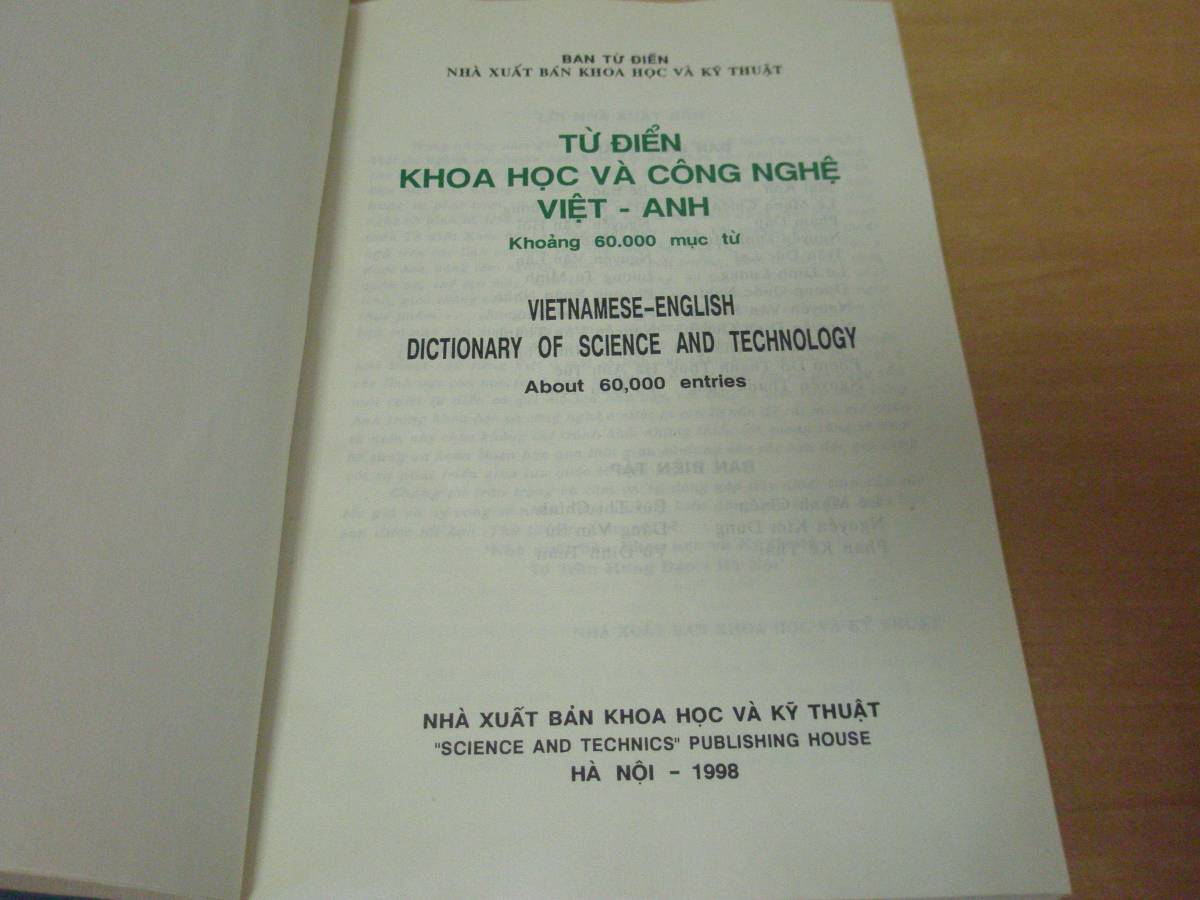 BAN TỪ ĐIỂN
NHÀ XUẤT BẢN KHOA HỌC VÀ KỸ THUẬT
TỪ ĐIỂN
KHOA HỌC VÀ CÔNG NGHỆ
VIỆT - ANH
Khoảng 60.000 mục từ
VIETNAMESE-ENGLISH
DICTIONARY OF SCIENCE AND TECHNOLOGY
About 60,000 entries
NHÀ XUẤT BẢN KHOA HỌC VÀ KỸ THUẬT
"SCIENCE AND TECHNICS" PUBLISHING HOUSE
HÀ NỘI - 1998